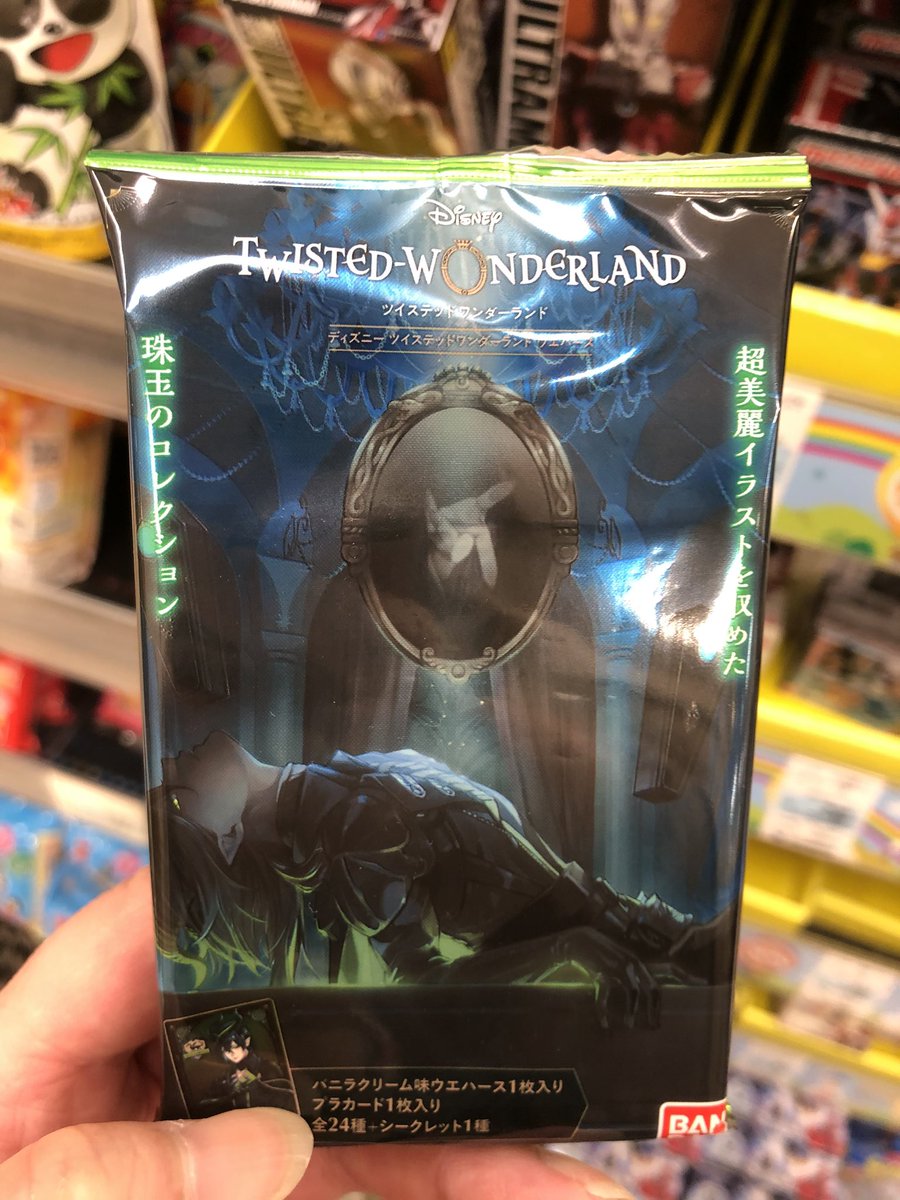 DISNEY
TWISTED-WONDERLAND
ツイステッドワンダーランド
ディズニー ツイステッドワンダーランド ウエハース
超美麗イラストを収めた
珠玉のコレクション
バニラクリーム味ウエハース1枚入り
プラカード1枚入り
全24種+シークレット1種
BAN
ULTRAM